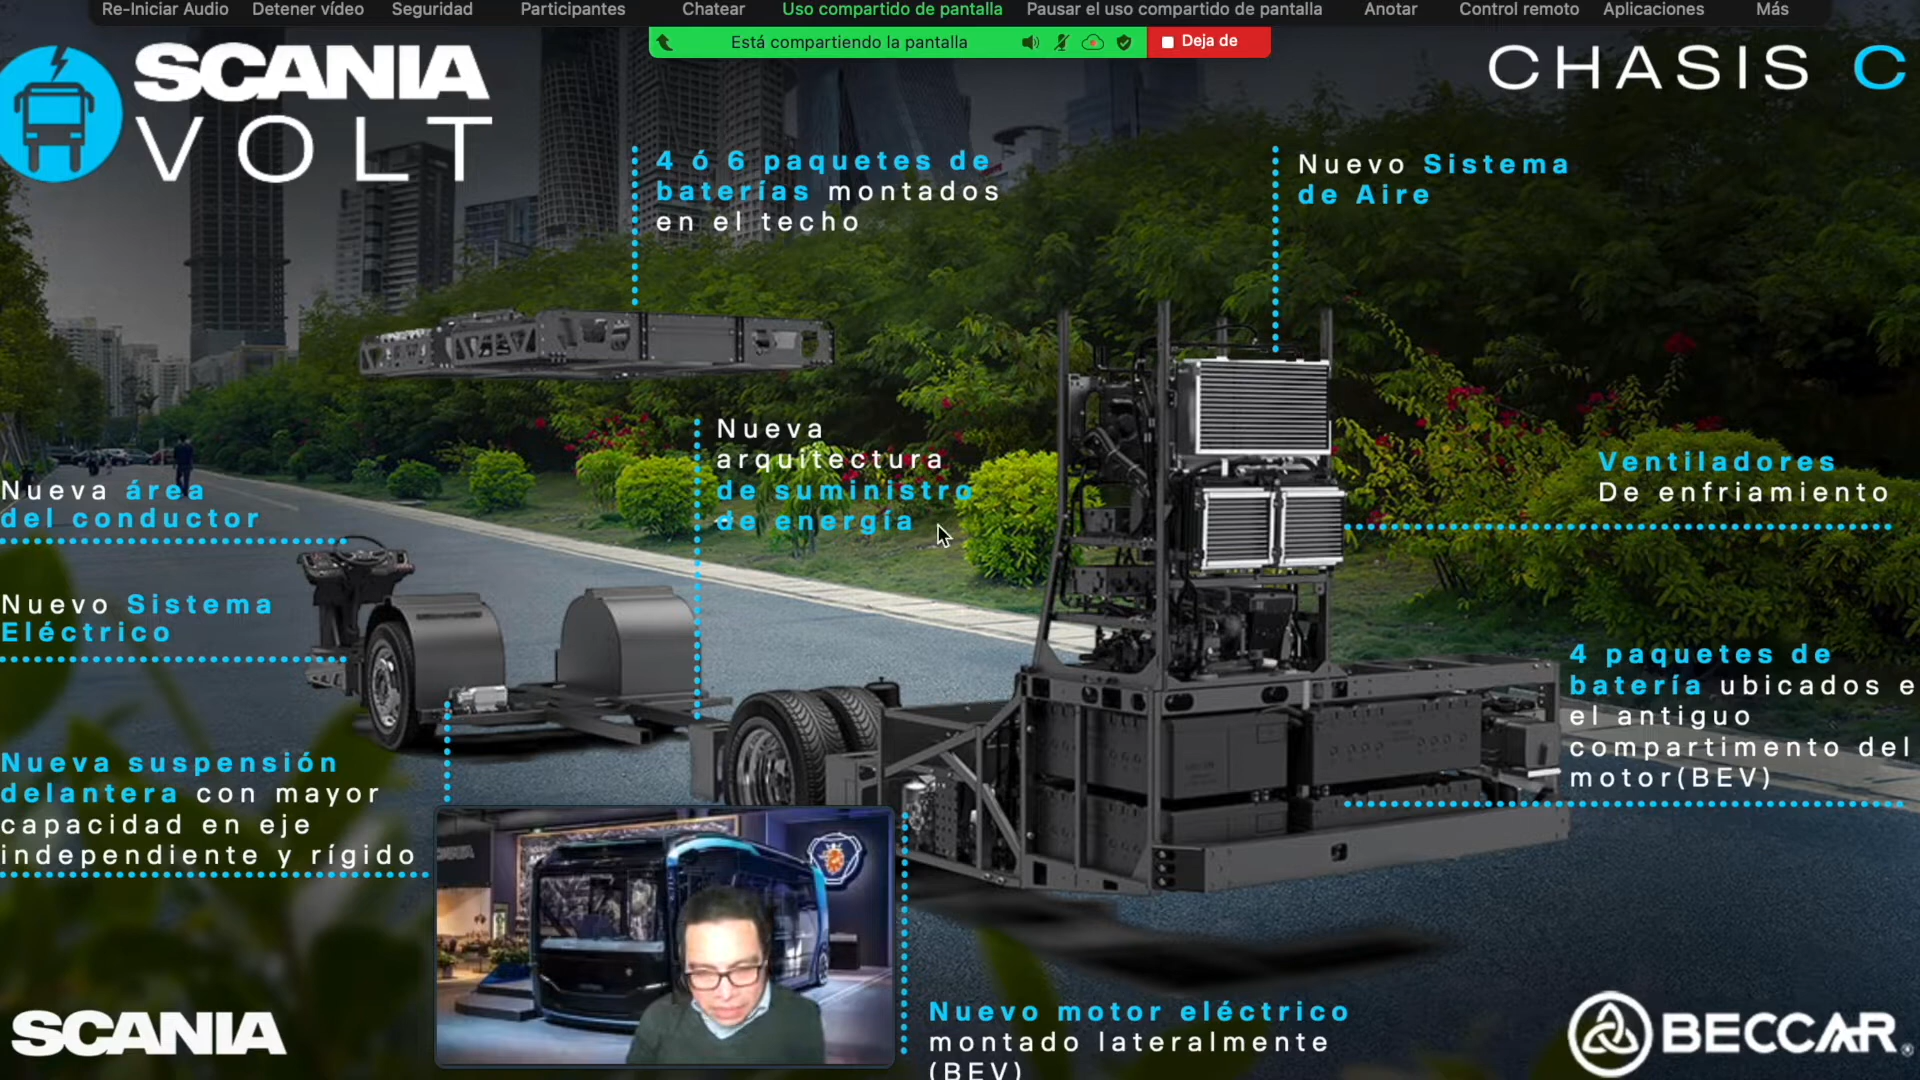 Re-Iniciar Audio Detener vídeo Seguridad Participantes Chatear Uso compartido de pantalla Pausar el uso compartido de pantalla Anotar Control remoto Aplicaciones Más
Está compartiendo la pantalla Deja de
SCANIA
VOLT
CHASIS C
4 ó 6 paquetes de
baterías montados
en el techo
Nuevo Sistema
de Aire
Nueva
arquitectura
de suministro
de energía
Ventiladores
De enfriamiento
Nueva área
del conductor
Nuevo Sistema
Eléctrico
4 paquetes de
batería ubicados e
el antiguo
compartimento del
motor(BEV)
Nueva suspensión
delantera con mayor
capacidad en eje
independiente y rígido
Nuevo motor eléctrico
montado lateralmente
(BEV)
SCANIA
BECCAR